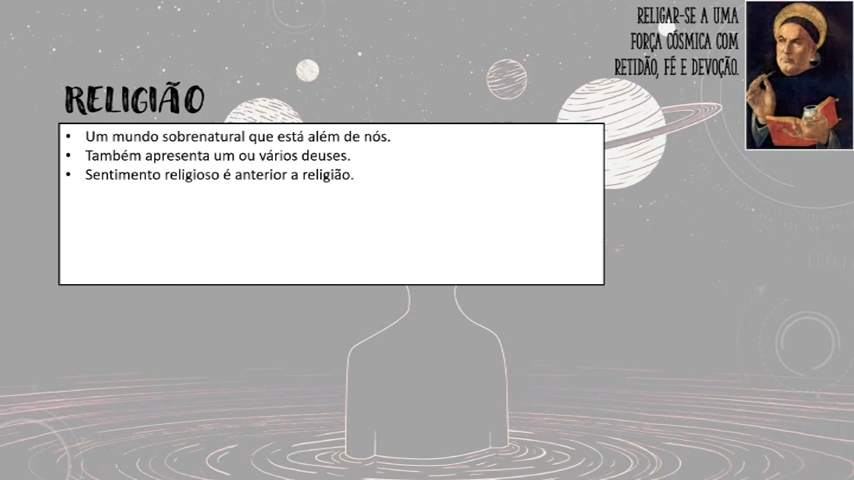 RELIGAR-SE A UMA
FORÇA CÓSMICA COM
RETIDÃO, FÉ E DEVOÇÃO.
RELIGIÃO
• Um mundo sobrenatural que está além de nós.
• Também apresenta um ou vários deuses.
• Sentimento religioso é anterior a religião.